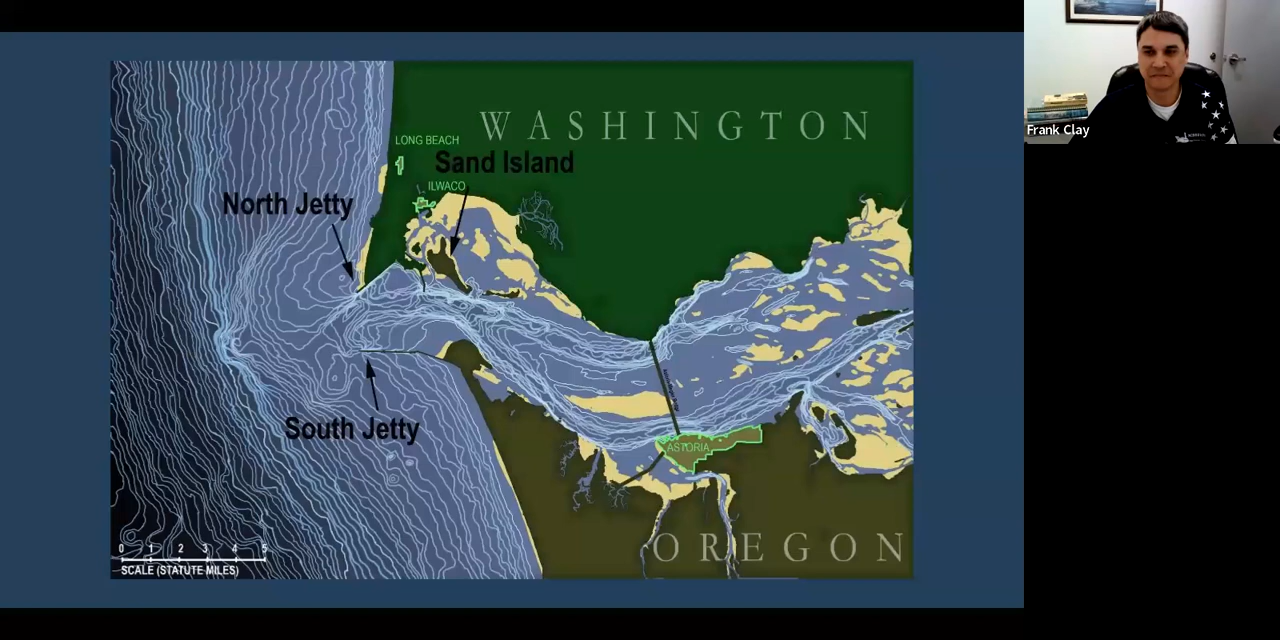 WASHINGTON
LONG BEACH
Sand Island
ILWACO
North Jetty
South Jetty
ASTORIA
OREGON
0 1 2 3 4 5
SCALE (STATUTE MILES)
Frank Clay